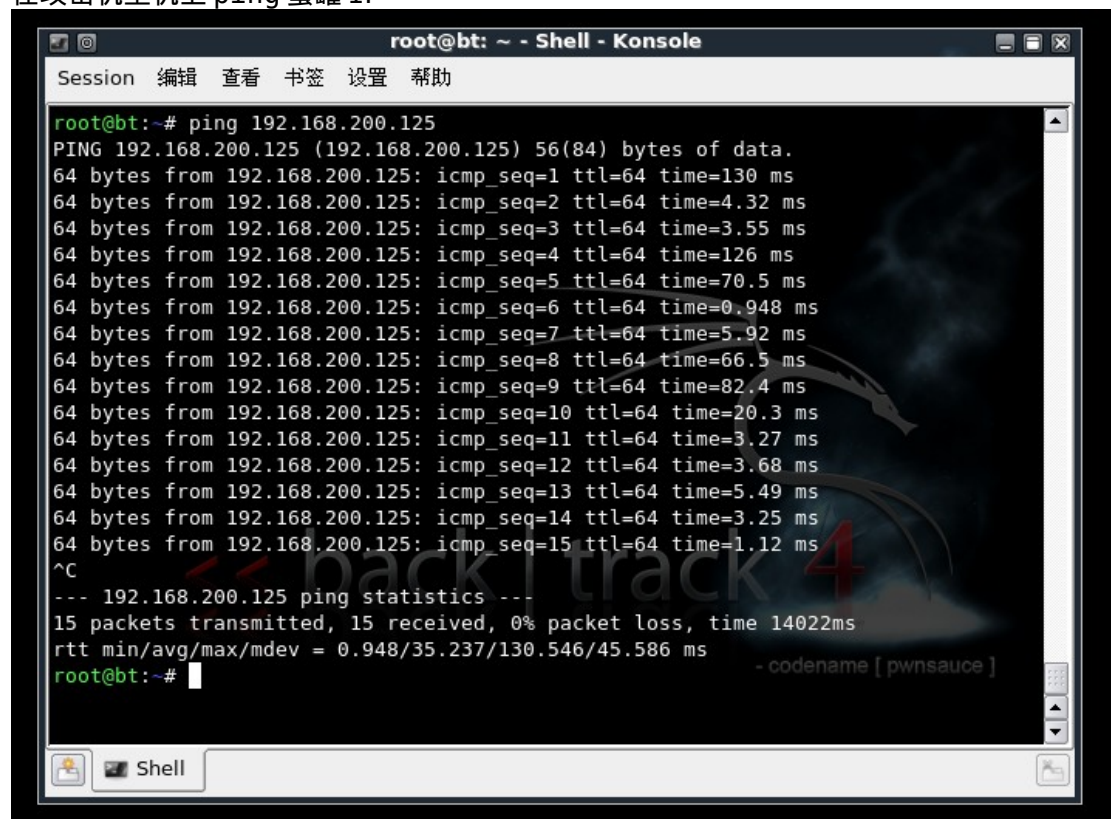 在攻击机主机上 ping 蜜罐 1:
root@bt: ~ - Shell - Konsole
Session 编辑 查看 书签 设置 帮助
root@bt:~# ping 192.168.200.125
PING 192.168.200.125 (192.168.200.125) 56(84) bytes of data.
64 bytes from 192.168.200.125: icmp_seq=1 ttl=64 time=130 ms
64 bytes from 192.168.200.125: icmp_seq=2 ttl=64 time=4.32 ms
64 bytes from 192.168.200.125: icmp_seq=3 ttl=64 time=3.55 ms
64 bytes from 192.168.200.125: icmp_seq=4 ttl=64 time=126 ms
64 bytes from 192.168.200.125: icmp_seq=5 ttl=64 time=70.5 ms
64 bytes from 192.168.200.125: icmp_seq=6 ttl=64 time=0.948 ms
64 bytes from 192.168.200.125: icmp_seq=7 ttl=64 time=5.92 ms
64 bytes from 192.168.200.125: icmp_seq=8 ttl=64 time=66.5 ms
64 bytes from 192.168.200.125: icmp_seq=9 ttl=64 time=82.4 ms
64 bytes from 192.168.200.125: icmp_seq=10 ttl=64 time=20.3 ms
64 bytes from 192.168.200.125: icmp_seq=11 ttl=64 time=3.27 ms
64 bytes from 192.168.200.125: icmp_seq=12 ttl=64 time=3.68 ms
64 bytes from 192.168.200.125: icmp_seq=13 ttl=64 time=5.49 ms
64 bytes from 192.168.200.125: icmp_seq=14 ttl=64 time=3.25 ms
64 bytes from 192.168.200.125: icmp_seq=15 ttl=64 time=1.12 ms
^C
<< back | track 4
--- 192.168.200.125 ping statistics ---
15 packets transmitted, 15 received, 0% packet loss, time 14022ms
rtt min/avg/max/mdev = 0.948/35.237/130.546/45.586 ms
- codename [ pwnsauce ]
root@bt:~#
Shell